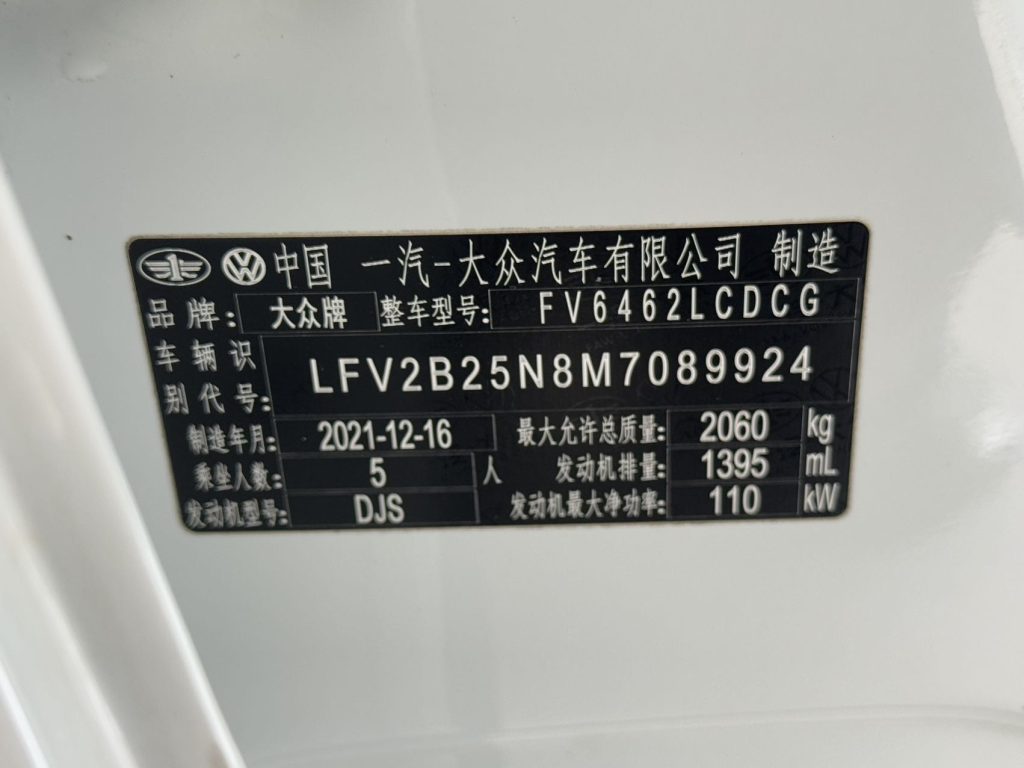 中国 一汽-大众汽车有限公司 制造
品牌: 大众牌 整车型号: FV6462LCDCG
车辆识别代号: LFV2B25N8M7089924
制造年月: 2021-12-16 最大允许总质量: 2060 kg
乘坐人数: 5 人 发动机排量: 1395 mL
发动机型号: DJS 发动机最大净功率: 110 kW